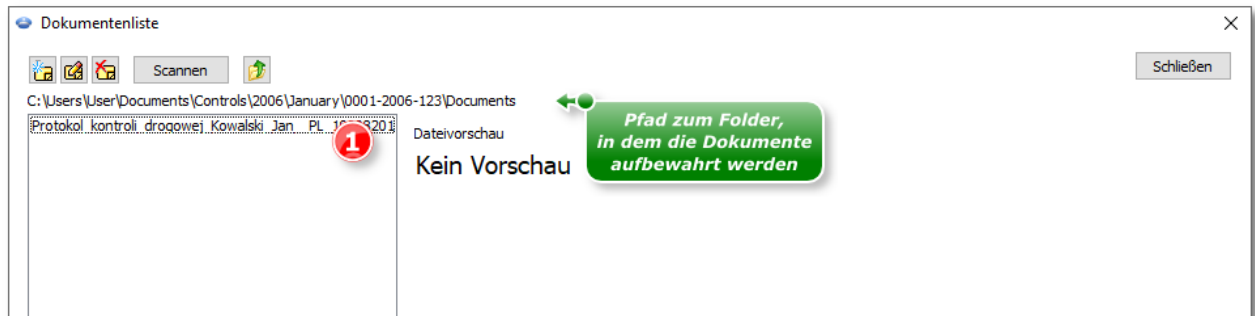 Dokumentenliste
Scannen
Schließen
C:\Users\User\Documents\Controls\2006\January\0001-2006-123\Documents
Protokol kontroli drogowej Kowalski Jan PL
1
Dateivorschau
Kein Vorschau
Pfad zum Folder,
in dem die Dokumente
aufbewahrt werden